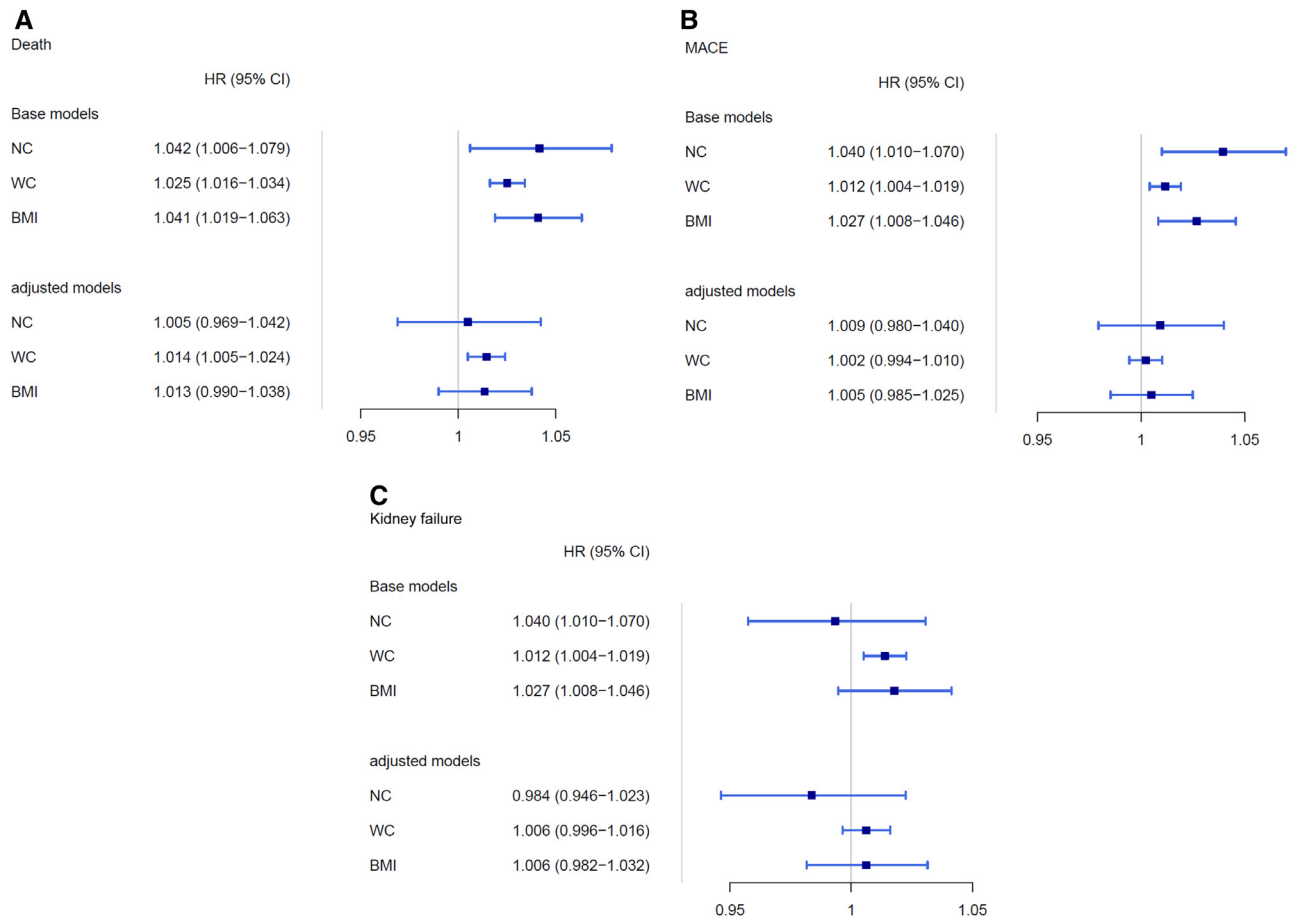 A
Death
HR (95% CI)
Base models
NC 1.042 (1.006−1.079)
WC 1.025 (1.016−1.034)
BMI 1.041 (1.019−1.063)
adjusted models
NC 1.005 (0.969−1.042)
WC 1.014 (1.005−1.024)
BMI 1.013 (0.990−1.038)
0.95 1 1.05
B
MACE
HR (95% CI)
Base models
NC 1.040 (1.010−1.070)
WC 1.012 (1.004−1.019)
BMI 1.027 (1.008−1.046)
adjusted models
NC 1.009 (0.980−1.040)
WC 1.002 (0.994−1.010)
BMI 1.005 (0.985−1.025)
0.95 1 1.05
C
Kidney failure
HR (95% CI)
Base models
NC 1.040 (1.010−1.070)
WC 1.012 (1.004−1.019)
BMI 1.027 (1.008−1.046)
adjusted models
NC 0.984 (0.946−1.023)
WC 1.006 (0.996−1.016)
BMI 1.006 (0.982−1.032)
0.95 1 1.05